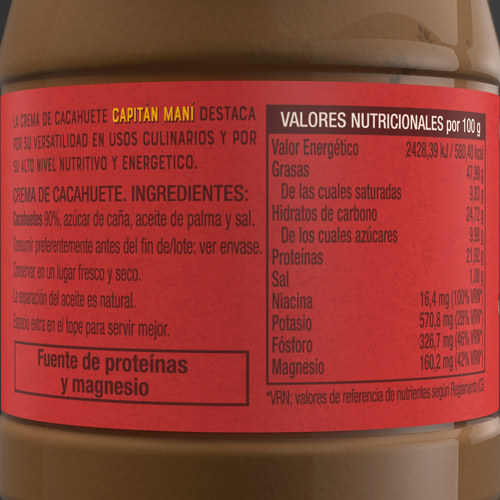 LA CREMA DE CACAHUETE CAPITÁN MANÍ DESTACA
POR SU VERSATILIDAD EN USOS CULINARIOS Y POR
SU ALTO NIVEL NUTRITIVO Y ENERGETICO.
CREMA DE CACAHUETE. INGREDIENTES:
Cacahuetes 90%, azúcar de caña, aceite de palma y sal.
Consumir preferentemente antes del fin de/lote: ver envase.
Conservar en un lugar fresco y seco.
La separación del aceite es natural.
Espacio extra en el tope para servir mejor.
Fuente de proteínas
y magnesio
VALORES NUTRICIONALES por 100 g
Valor Energético 2428,39 kJ / 580,40 kcal
Grasas 47,99 g
De las cuales saturadas 9,63 g
Hidratos de carbono 24,72 g
De los cuales azúcares 9,98 g
Proteínas 21,92 g
Sal 1,08 g
Niacina 16,4 mg (100% VRN*)
Potasio 570,8 mg (28% VRN*)
Fósforo 326,7 mg (46% VRN*)
Magnesio 160,2 mg (42% VRN*)
*VRN; valores de referencia de nutrientes según Reglamento